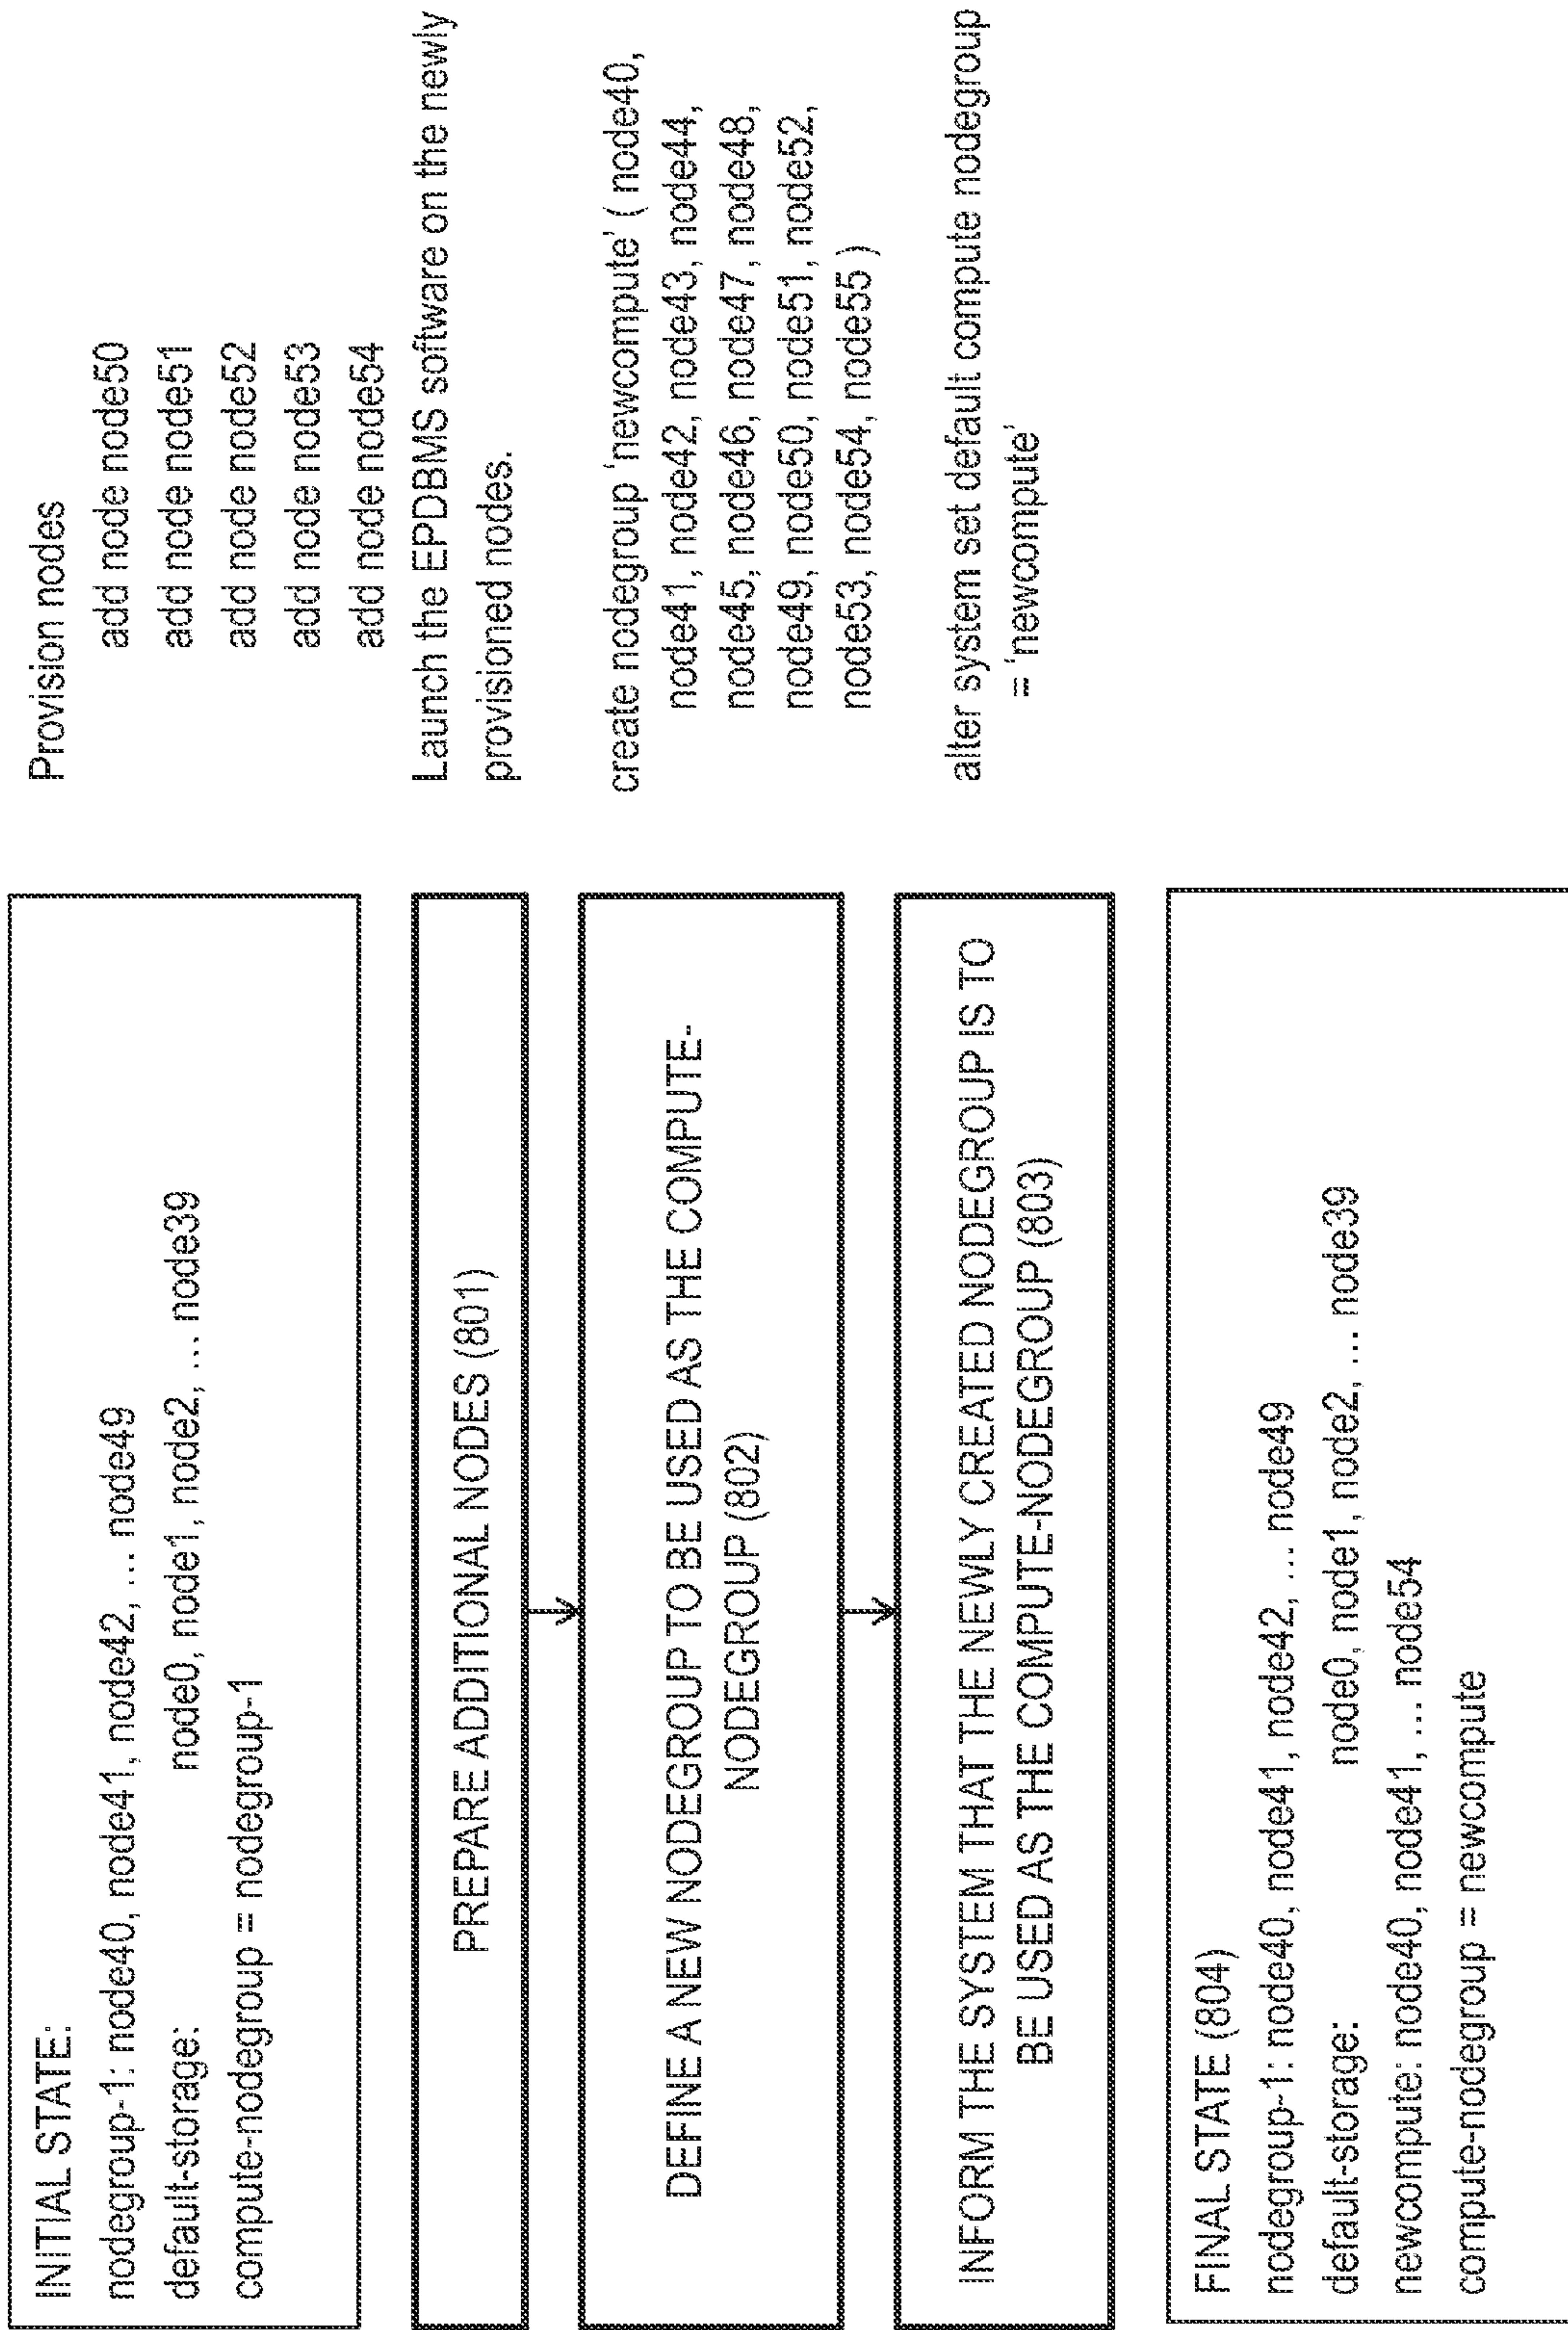 INITIAL STATE:
nodegroup-1: node40, node41, node42, ... node49
default-storage: node0, node1, node2, ... node39
compute-nodegroup = nodegroup-1
Provision nodes
add node node50
add node node51
add node node52
add node node53
add node node54
PREPARE ADDITIONAL NODES (801)
Launch the EPDBMS software on the newly
provisioned nodes.
DEFINE A NEW NODEGROUP TO BE USED AS THE COMPUTE-
NODEGROUP (802)
create nodegroup 'newcompute' ( node40,
node41, node42, node43, node44,
node45, node46, node47, node48,
node49, node50, node51, node52,
node53, node54, node55 )
INFORM THE SYSTEM THAT THE NEWLY CREATED NODEGROUP IS TO
BE USED AS THE COMPUTE-NODEGROUP (803)
alter system set default compute nodegroup
= 'newcompute'
FINAL STATE (804)
nodegroup-1: node40, node41, node42, ... node49
default-storage: node0, node1, node2, ... node39
newcompute: node40, node41, ... node54
compute-nodegroup = newcompute